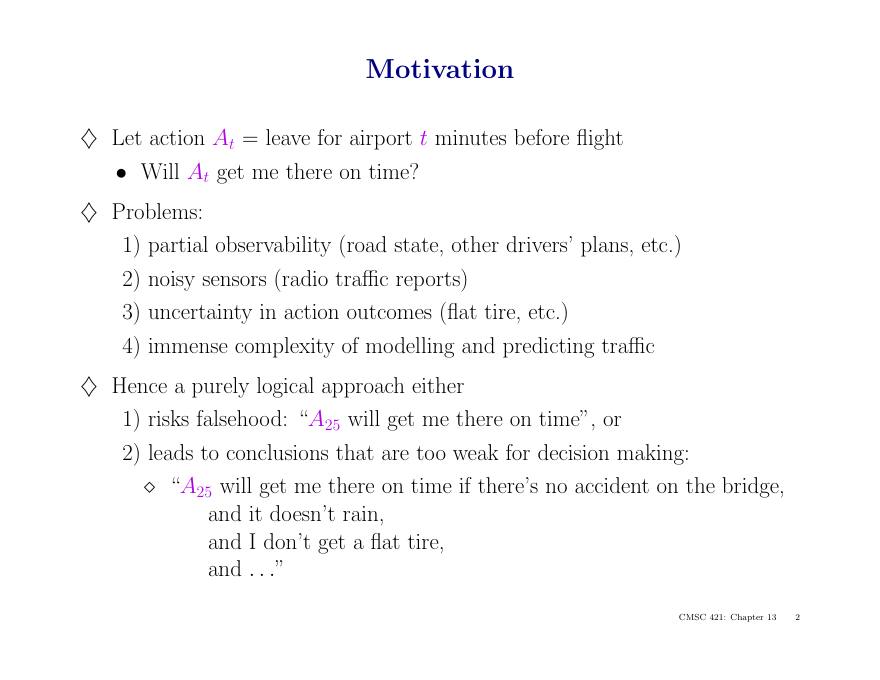 Motivation
♢ Let action A_t = leave for airport t minutes before flight
• Will A_t get me there on time?
♢ Problems:
1) partial observability (road state, other drivers' plans, etc.)
2) noisy sensors (radio traffic reports)
3) uncertainty in action outcomes (flat tire, etc.)
4) immense complexity of modelling and predicting traffic
♢ Hence a purely logical approach either
1) risks falsehood: “A_25 will get me there on time”, or
2) leads to conclusions that are too weak for decision making:
⋄ “A_25 will get me there on time if there's no accident on the bridge,
and it doesn't rain,
and I don't get a flat tire,
and . . .”
CMSC 421: Chapter 13 2